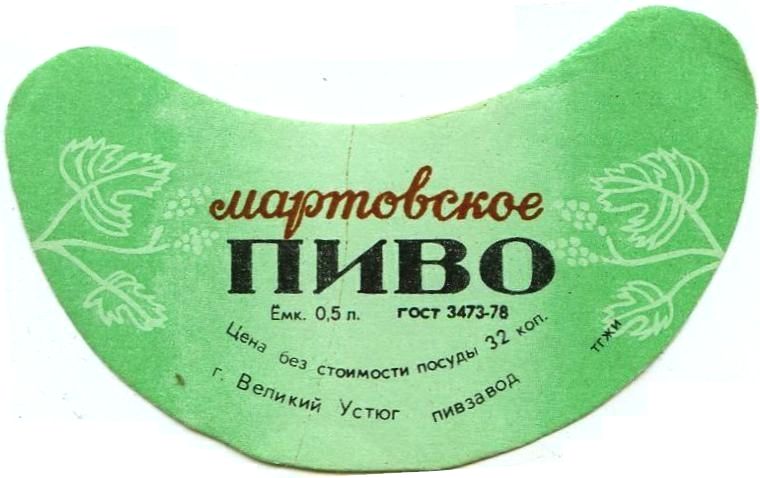 мартовское
ПИВО
Ёмк. 0,5 л. ГОСТ 3473-78
Цена без стоимости посуды 32 коп.
г. Великий Устюг пивзавод
тгжи